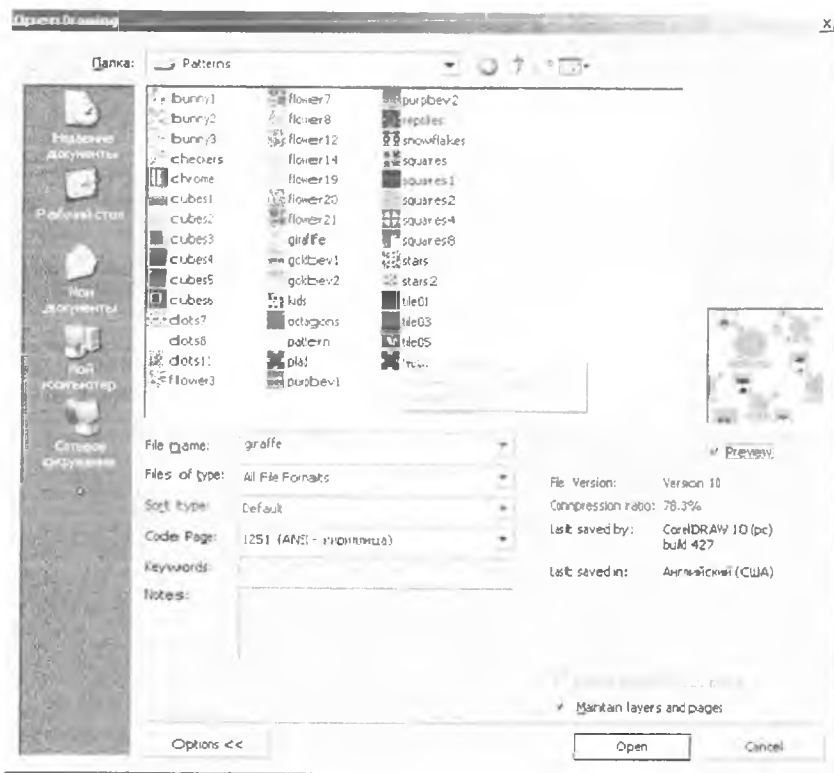 Open Drawing
x
Папка:
Patterns
bunny1
bunny2
bunny3
checkers
chrome
cubes1
cubes2
cubes3
cubes4
cubes5
cubes6
dots7
dots8
dots11
flower3
flower7
flower8
flower12
flower14
flower19
flower20
flower21
giraffe
goldbev1
goldbev2
kids
octagons
pattern
purpbev1
purpbev2
reptiles
snowflakes
squares
squares1
squares2
squares4
squares8
stars
stars2
tile01
tile03
tile05
Недавние
документы
Рабочий стол
Мои
документы
Мой
компьютер
Сетевое
окружение
File name:
giraffe
Files of type:
All File Formats
Sort type:
Default
Code Page:
1251 (ANSI - кириллица)
Keywords:
Notes:
Preview
File Version:
Version 10
Compression ratio:
78.3%
Last saved by:
CorelDRAW 10 (pc)
build 427
Last saved in:
Английский (США)
Maintain layers and pages
Options <<
Open
Cancel